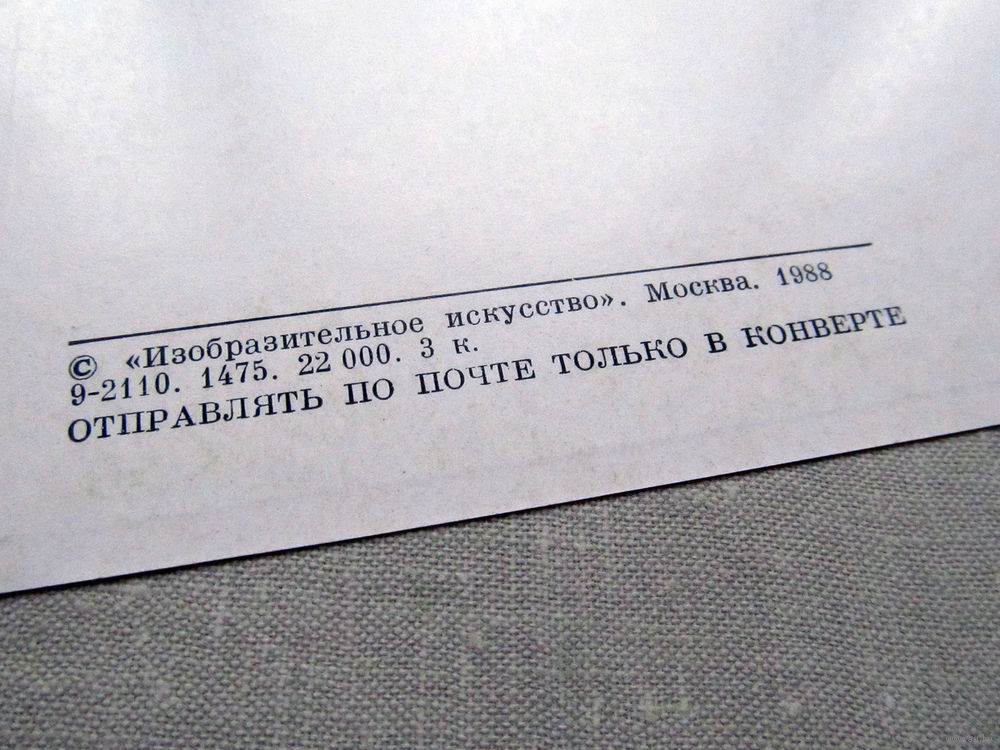 © «Изобразительное искусство». Москва. 1988
9-2110. 1475. 22 000. 3 к.
ОТПРАВЛЯТЬ ПО ПОЧТЕ ТОЛЬКО В КОНВЕРТЕ